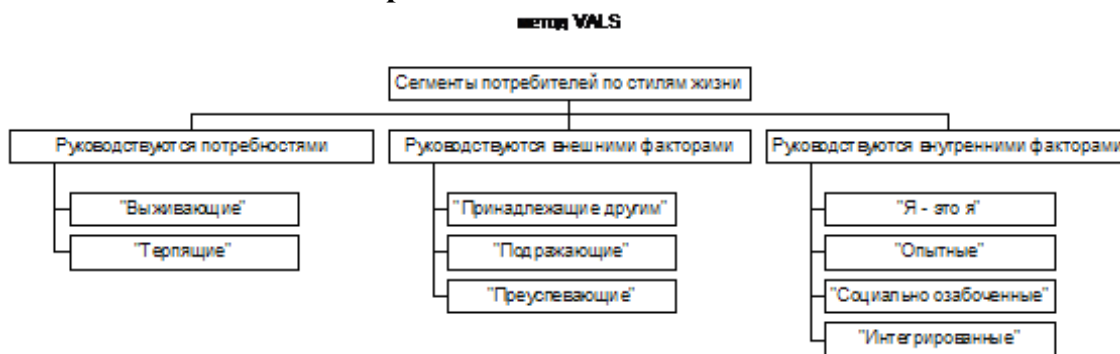 метод VALS
Сегменты потребителей по стилям жизни
Руководствуются потребностями
Руководствуются внешними факторами
Руководствуются внутренними факторами
"Выживающие"
"Принадлежащие другим"
"Я - это я"
"Терпящие"
"Подражающие"
"Опытные"
"Преуспевающие"
"Социально озабоченные"
"Интегрированные"